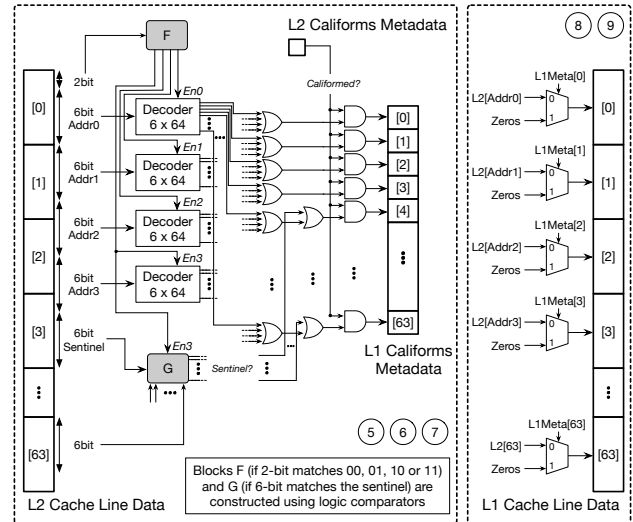 L2 Califorms Metadata
F
Califormed?
2bit
En0
[0]
6bit
Addr0
Decoder
6 x 64
[0]
En1
[1]
[1]
6bit
Addr1
Decoder
6 x 64
[2]
En2
[3]
[2]
6bit
Addr2
Decoder
6 x 64
[4]
En3
6bit
Addr3
Decoder
6 x 64
[3]
6bit
Sentinel
En3
G
Sentinel?
[63]
L1 Califorms
Metadata
[63]
6bit
5 6 7
Blocks F (if 2-bit matches 00, 01, 10 or 11)
and G (if 6-bit matches the sentinel) are
constructed using logic comparators
L2 Cache Line Data
8 9
L1Meta[0]
L2[Addr0]
0
Zeros
1
[0]
L1Meta[1]
L2[Addr1]
0
Zeros
1
[1]
L1Meta[2]
L2[Addr2]
0
Zeros
1
[2]
L1Meta[3]
L2[Addr3]
0
Zeros
1
[3]
L1Meta[63]
L2[63]
0
Zeros
1
[63]
L1 Cache Line Data